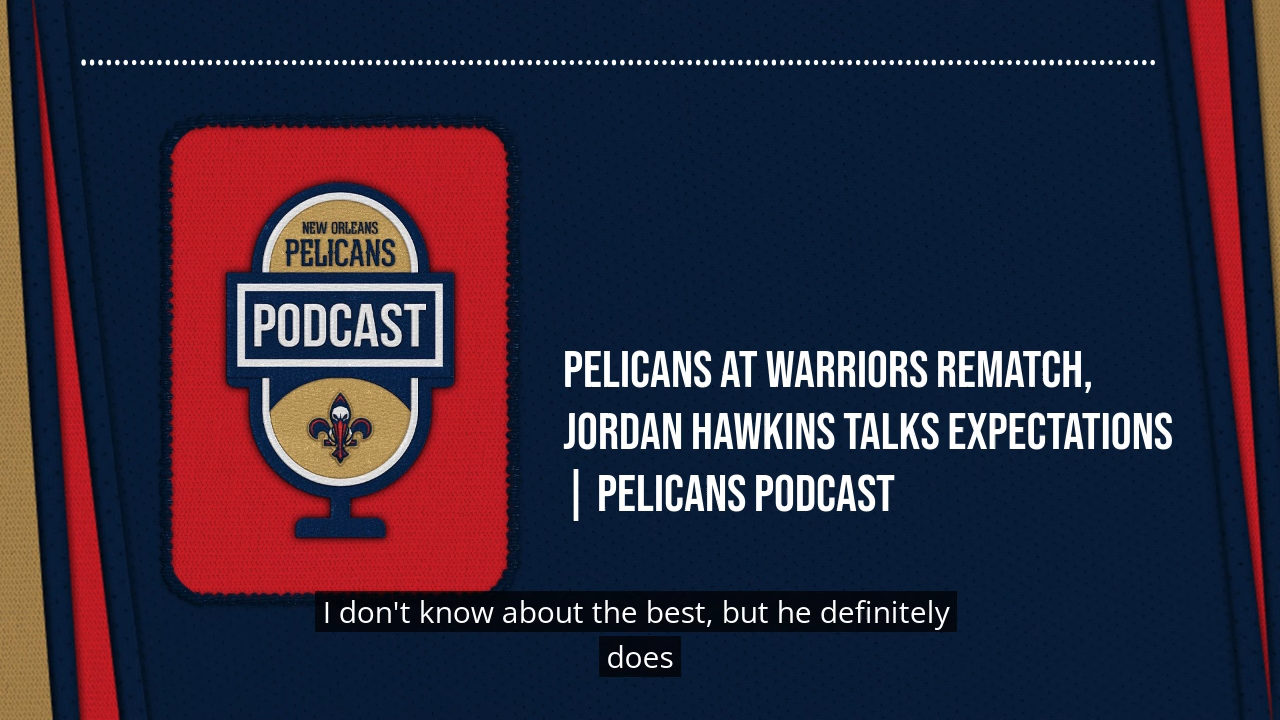 NEW ORLEANS
PELICANS
PODCAST
PELICANS AT WARRIORS REMATCH,
JORDAN HAWKINS TALKS EXPECTATIONS
| PELICANS PODCAST
I don't know about the best, but he definitely
does